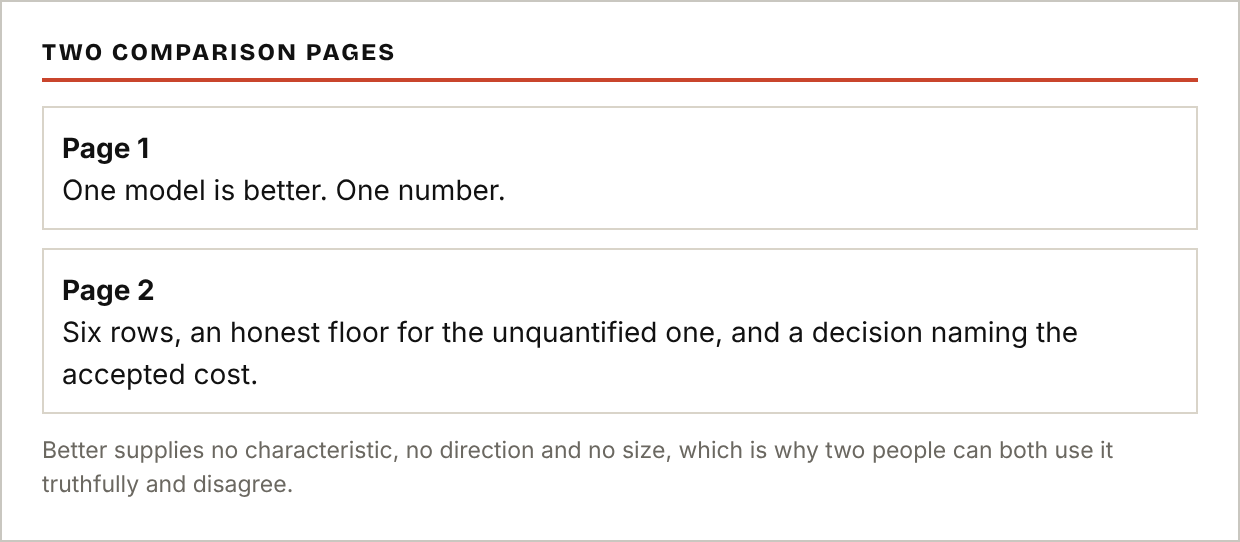 TWO COMPARISON PAGES
Page 1
One model is better. One number.
Page 2
Six rows, an honest floor for the unquantified one, and a decision naming the
accepted cost.
Better supplies no characteristic, no direction and no size, which is why two people can both use it
truthfully and disagree.